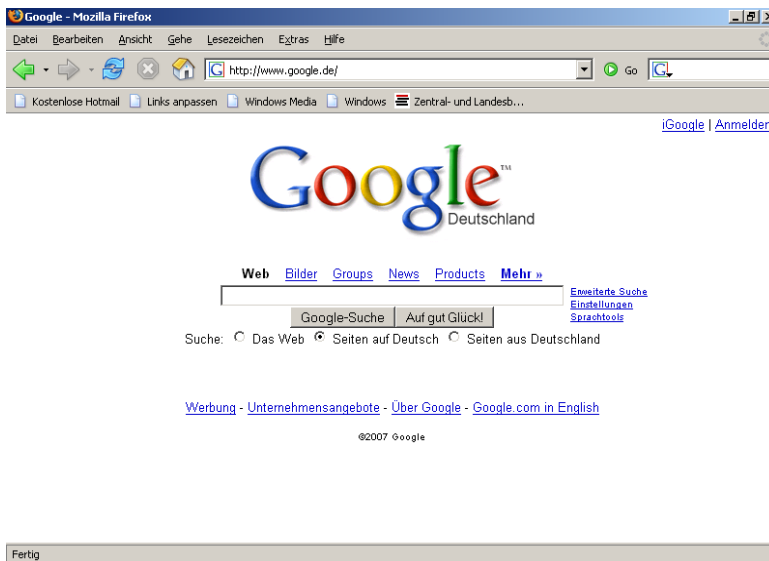 Google - Mozilla Firefox
Datei Bearbeiten Ansicht Gehe Lesezeichen Extras Hilfe
http://www.google.de/ Go
Kostenlose Hotmail Links anpassen Windows Media Windows Zentral- und Landesb...
iGoogle | Anmelden
Google™
Deutschland
Web Bilder Groups News Products Mehr »
Erweiterte Suche
Einstellungen
Google-Suche Auf gut Glück! Sprachtools
Suche: Das Web Seiten auf Deutsch Seiten aus Deutschland
Werbung - Unternehmensangebote - Über Google - Google.com in English
©2007 Google
Fertig